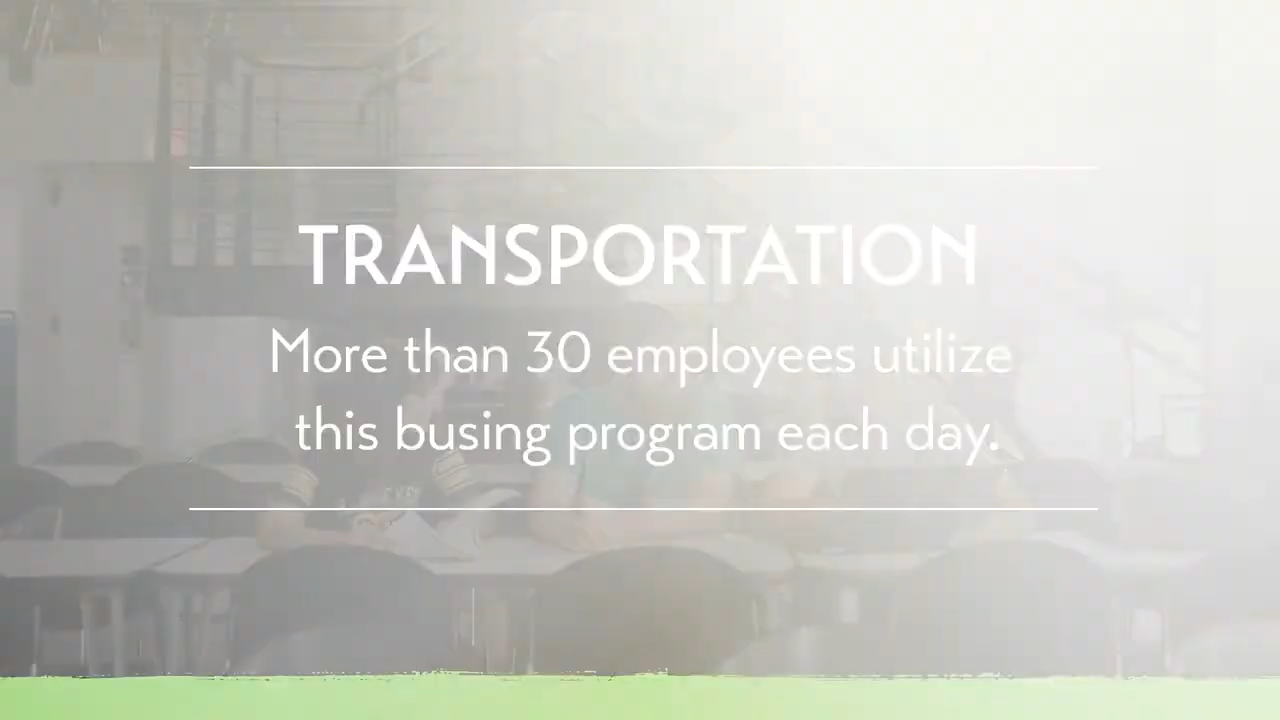 TRANSPORTATION
More than 30 employees utilize
this busing program each day.